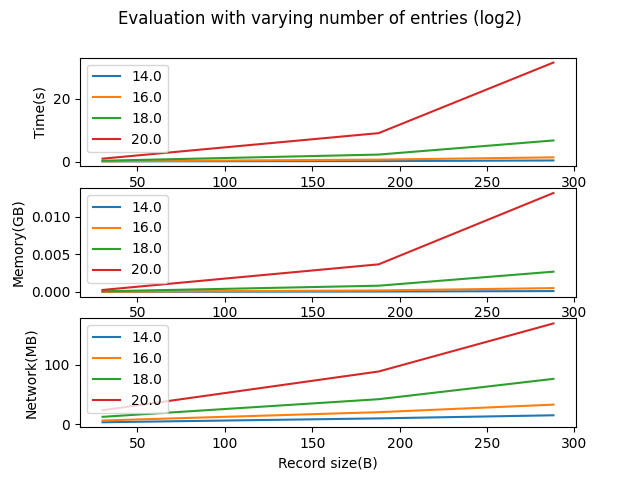 Evaluation with varying number of entries (log2)
Time(s)
20
0
14.0
16.0
18.0
20.0
50 100 150 200 250 300
Memory(GB)
0.010
0.005
0.000
14.0
16.0
18.0
20.0
50 100 150 200 250 300
Network(MB)
100
0
14.0
16.0
18.0
20.0
50 100 150 200 250 300
Record size(B)